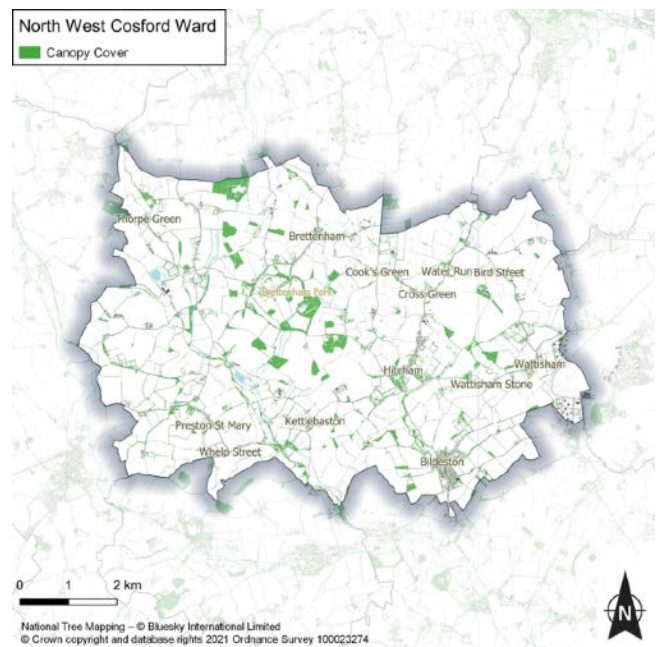 North West Cosford Ward
Canopy Cover
Thorpe Green
Brettenham
Cook's Green
Water Run
Bird Street
Brettenham Park
Cross Green
Hitcham
Wattisham
Wattisham Stone
Preston St Mary
Kettlebaston
Whelp Street
Bildeston
0 1 2 km
N
National Tree Mapping – © Bluesky International Limited
© Crown copyright and database rights 2021 Ordnance Survey 100023274